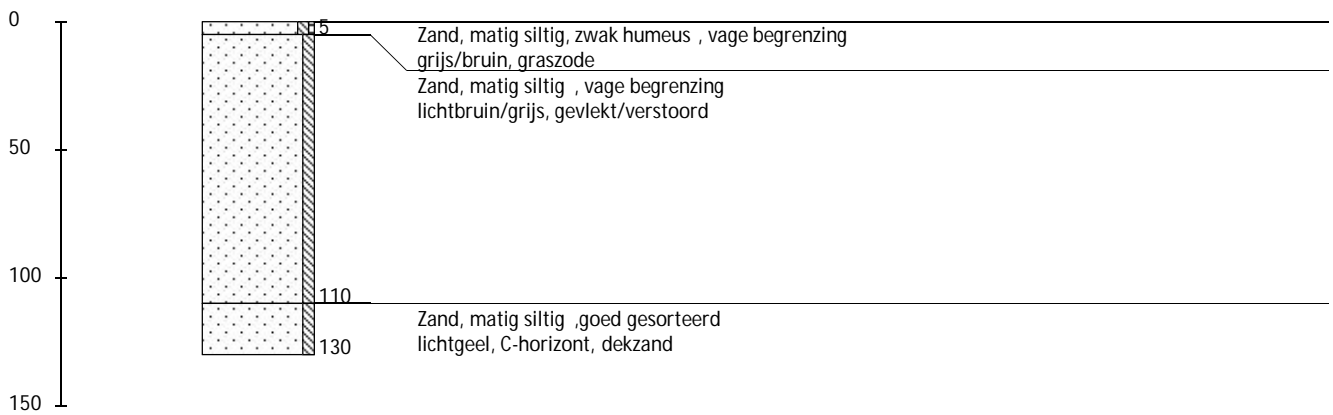 0
5
Zand, matig siltig, zwak humeus , vage begrenzing
grijs/bruin, graszode
Zand, matig siltig , vage begrenzing
lichtbruin/grijs, gevlekt/verstoord
50
100
110
Zand, matig siltig ,goed gesorteerd
lichtgeel, C-horizont, dekzand
130
150